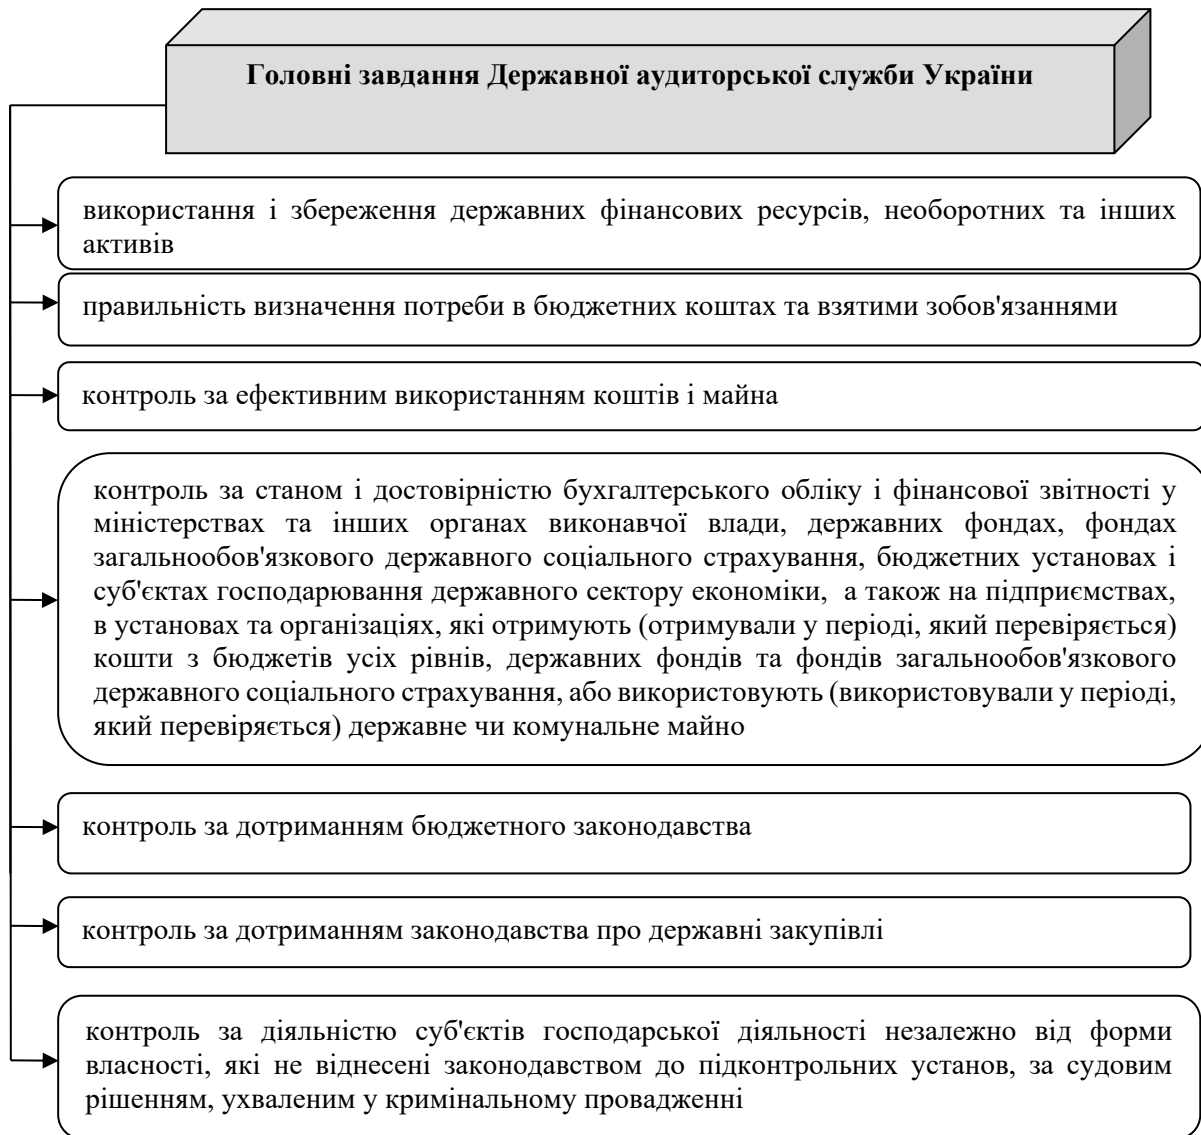 Головні завдання Державної аудиторської служби України
використання і збереження державних фінансових ресурсів, необоротних та інших
активів
правильність визначення потреби в бюджетних коштах та взятими зобов'язаннями
контроль за ефективним використанням коштів і майна
контроль за станом і достовірністю бухгалтерського обліку і фінансової звітності у
міністерствах та інших органах виконавчої влади, державних фондах, фондах
загальнообов'язкового державного соціального страхування, бюджетних установах і
суб'єктах господарювання державного сектору економіки, а також на підприємствах,
в установах та організаціях, які отримують (отримували у періоді, який перевіряється)
кошти з бюджетів усіх рівнів, державних фондів та фондів загальнообов'язкового
державного соціального страхування, або використовують (використовували у періоді,
який перевіряється) державне чи комунальне майно
контроль за дотриманням бюджетного законодавства
контроль за дотриманням законодавства про державні закупівлі
контроль за діяльністю суб'єктів господарської діяльності незалежно від форми
власності, які не віднесені законодавством до підконтрольних установ, за судовим
рішенням, ухваленим у кримінальному провадженні